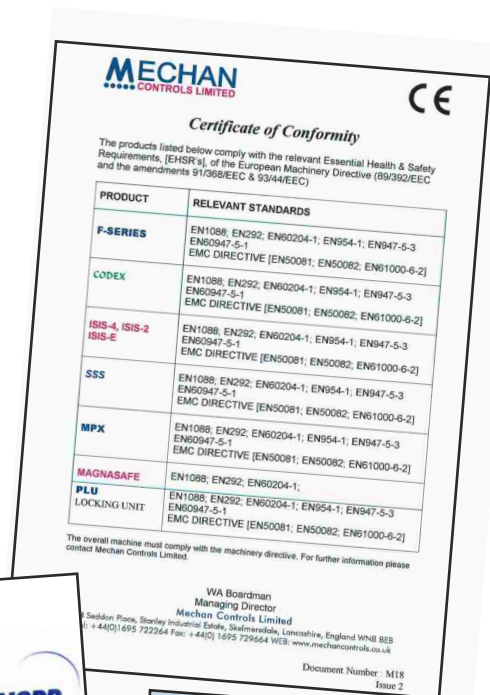 MECHAN
CONTROLS LIMITED
CE
Certificate of Conformity
The products listed below comply with the relevant Essential Health & Safety
Requirements, [EHSR's], of the European Machinery Directive (89/392/EEC
and the amendments 91/368/EEC & 93/44/EEC)
PRODUCT RELEVANT STANDARDS
F-SERIES EN1088; EN292; EN60204-1; EN954-1; EN947-5-3
EN60947-5-1
EMC DIRECTIVE [EN50081; EN50082; EN61000-6-2]
CODEX EN1088; EN292; EN60204-1; EN954-1; EN947-5-3
EN60947-5-1
EMC DIRECTIVE [EN50081; EN50082; EN61000-6-2]
ISIS-4, ISIS-2 EN1088; EN292; EN60204-1; EN954-1; EN947-5-3
ISIS-E EN60947-5-1
EMC DIRECTIVE [EN50081; EN50082; EN61000-6-2]
SSS EN1088; EN292; EN60204-1; EN954-1; EN947-5-3
EN60947-5-1
EMC DIRECTIVE [EN50081; EN50082; EN61000-6-2]
MPX EN1088; EN292; EN60204-1; EN954-1; EN947-5-3
EN60947-5-1
EMC DIRECTIVE [EN50081; EN50082; EN61000-6-2]
MAGNASAFE EN1088; EN292; EN60204-1;
PLU EN1088; EN292; EN60204-1; EN954-1; EN947-5-3
LOCKING UNIT EN60947-5-1
EMC DIRECTIVE [EN50081; EN50082; EN61000-6-2]
The overall machine must comply with the machinery directive. For further information please
contact Mechan Controls Limited.
WA Boardman
Managing Director
Mechan Controls Limited
Seddon Place, Stanley Industrial Estate, Skelmersdale, Lancashire, England WN8 8EB
+44(0)1695 722264 Fax: +44(0) 1695 729664 WEB: www.mechancontrols.co.uk
Document Number : M18
Issue 2